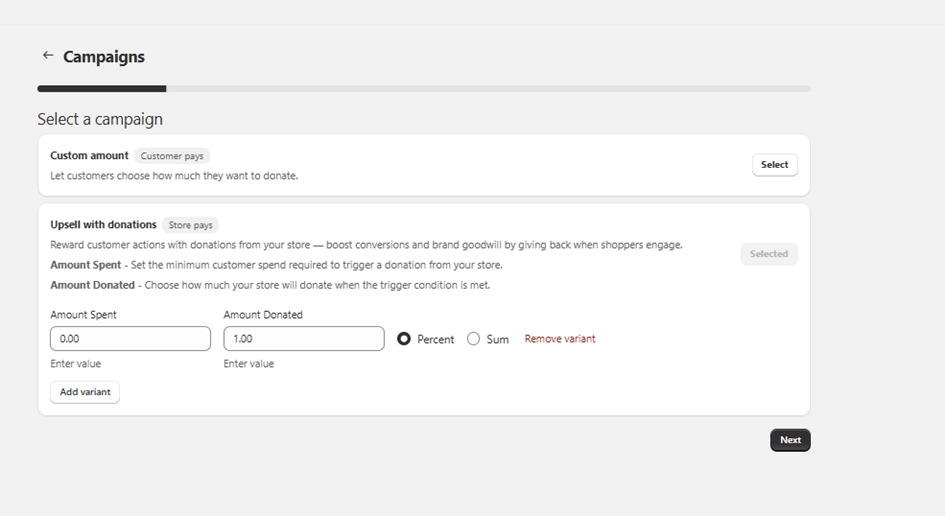 ← Campaigns
Select a campaign
Custom amount Customer pays
Let customers choose how much they want to donate.
Select
Upsell with donations Store pays
Reward customer actions with donations from your store — boost conversions and brand goodwill by giving back when shoppers engage.
Selected
Amount Spent - Set the minimum customer spend required to trigger a donation from your store.
Amount Donated - Choose how much your store will donate when the trigger condition is met.
Amount Spent Amount Donated
0.00 1.00 Percent Sum Remove variant
Enter value Enter value
Add variant
Next